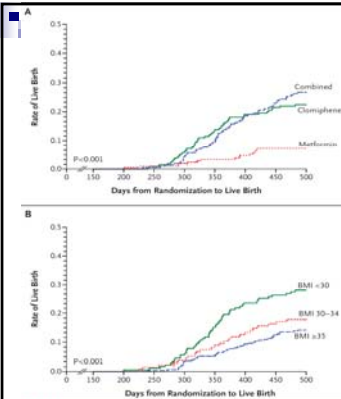 A
0.5
0.4
0.3
0.2
0.1
0.0
Rate of Live Birth
Combined
Clomiphene
Metformin
P<0.001
0 150 200 250 300 350 400 450 500
Days from Randomization to Live Birth
B
0.5
0.4
0.3
0.2
0.1
0.0
Rate of Live Birth
BMI <30
BMI 30–34
BMI ≥35
P<0.001
0 150 200 250 300 350 400 450 500
Days from Randomization to Live Birth